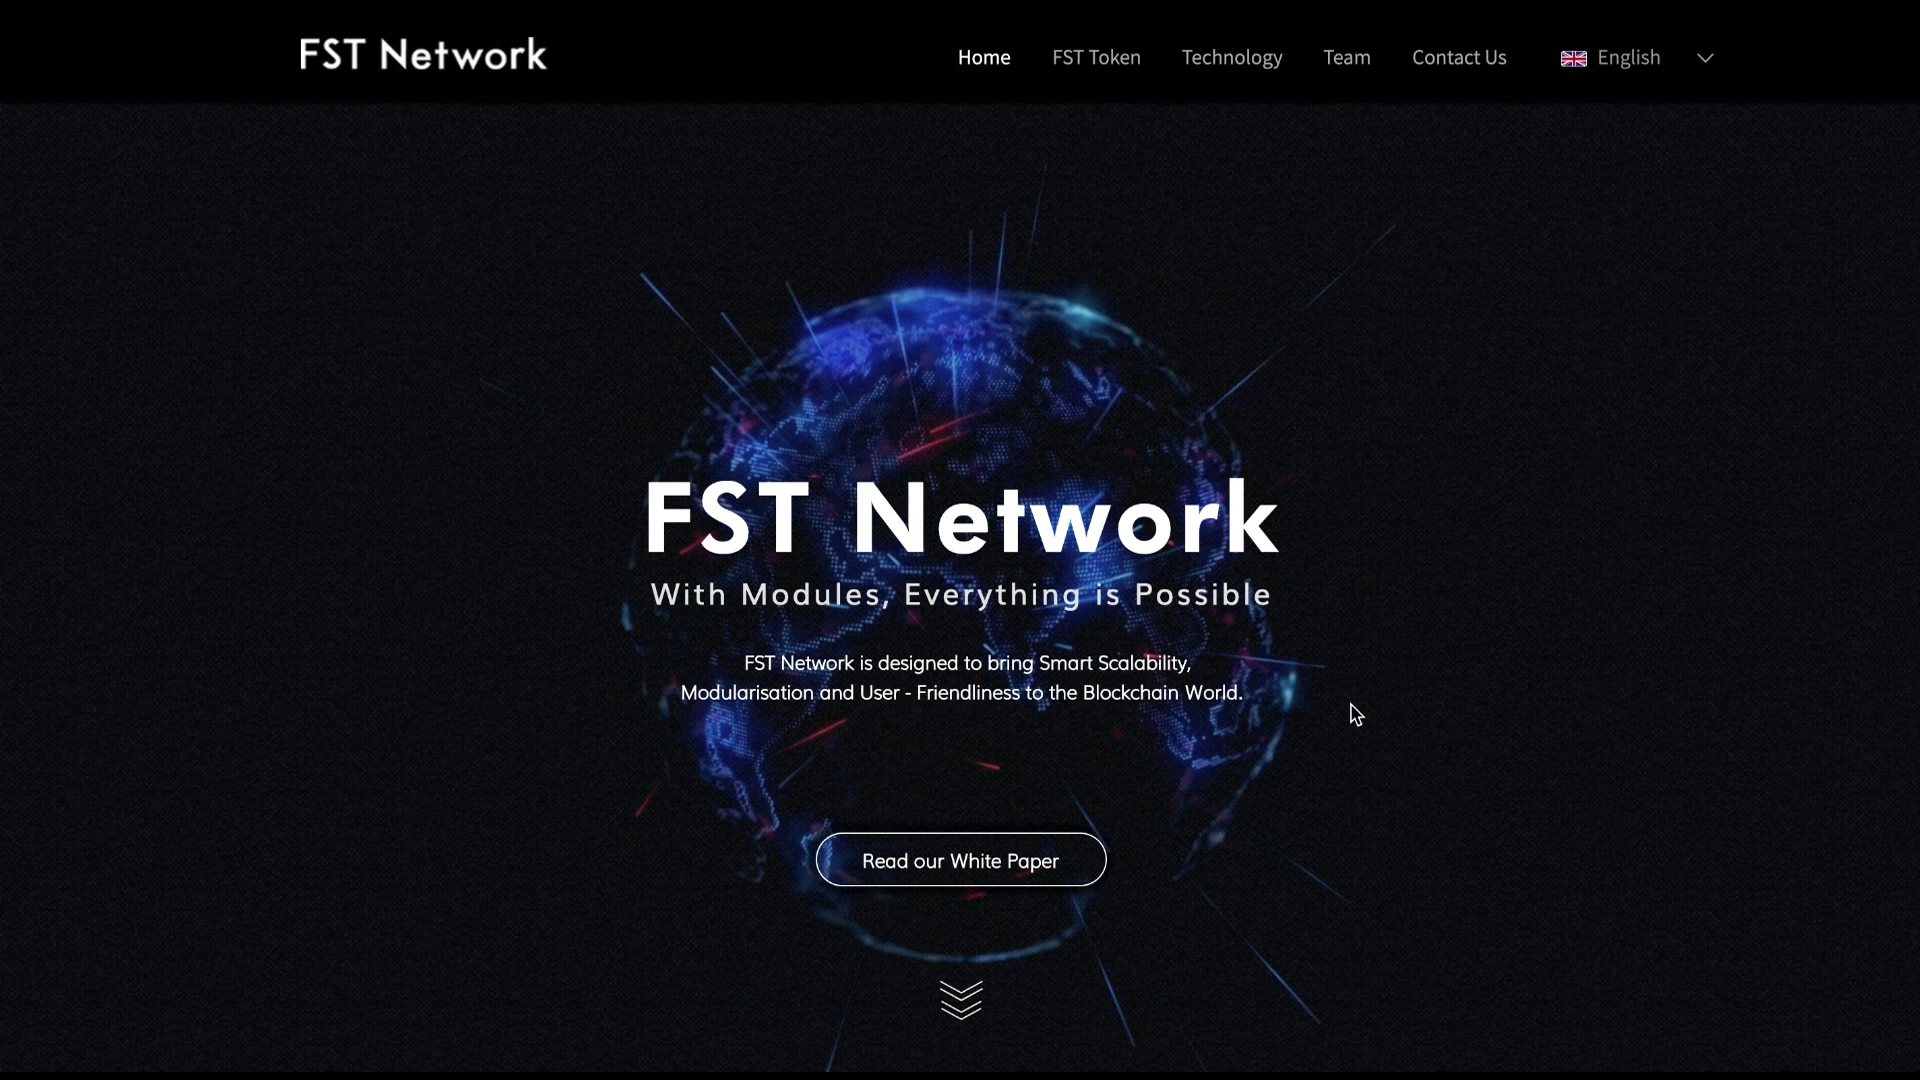 FST Network
Home
FST Token
Technology
Team
Contact Us
English
FST Network
With Modules, Everything is Possible
FST Network is designed to bring Smart Scalability,
Modularisation and User - Friendliness to the Blockchain World.
Read our White Paper